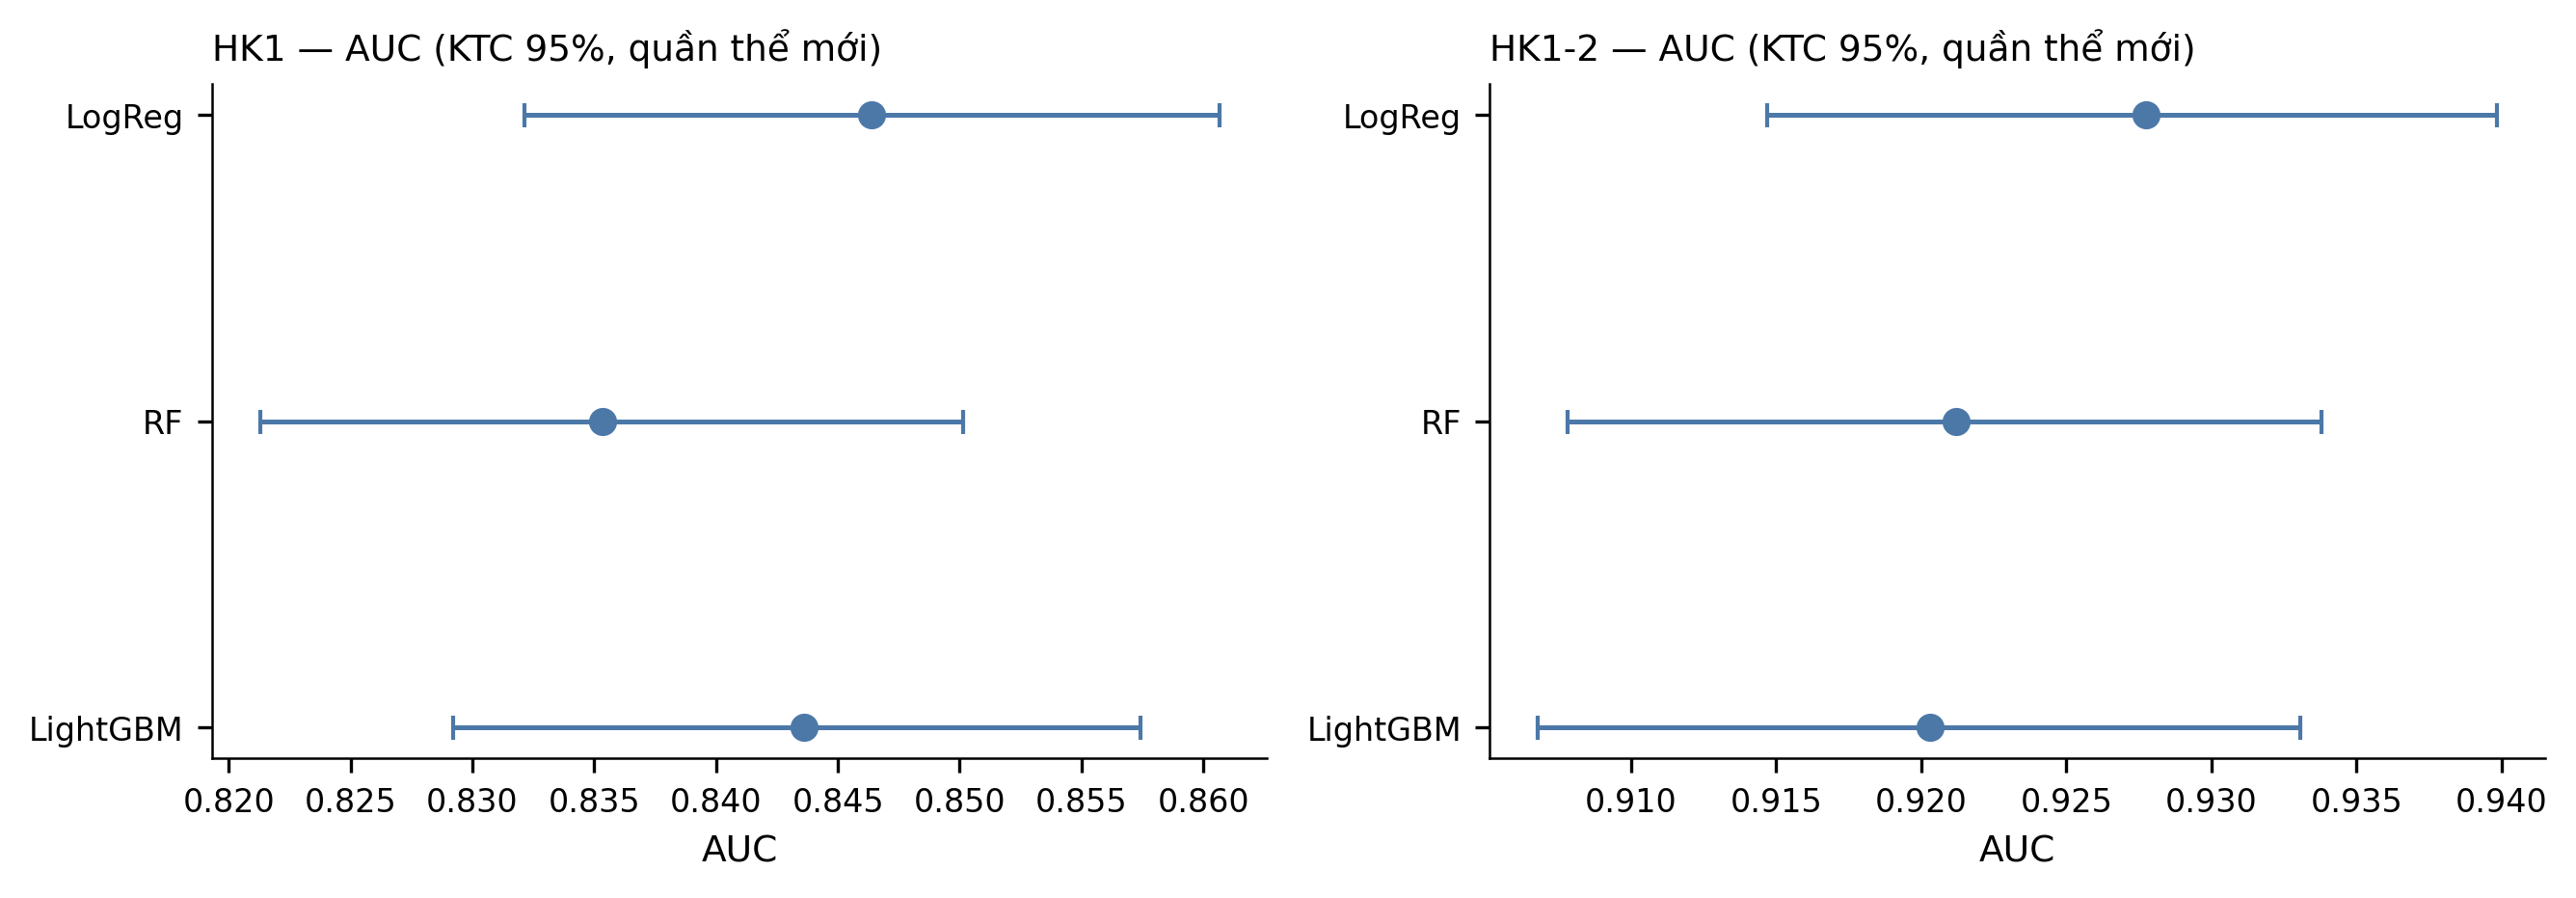 HK1 — AUC (KTC 95%, quần thể mới)
LogReg
RF
LightGBM
0.820 0.825 0.830 0.835 0.840 0.845 0.850 0.855 0.860
AUC
HK1-2 — AUC (KTC 95%, quần thể mới)
LogReg
RF
LightGBM
0.910 0.915 0.920 0.925 0.930 0.935 0.940
AUC